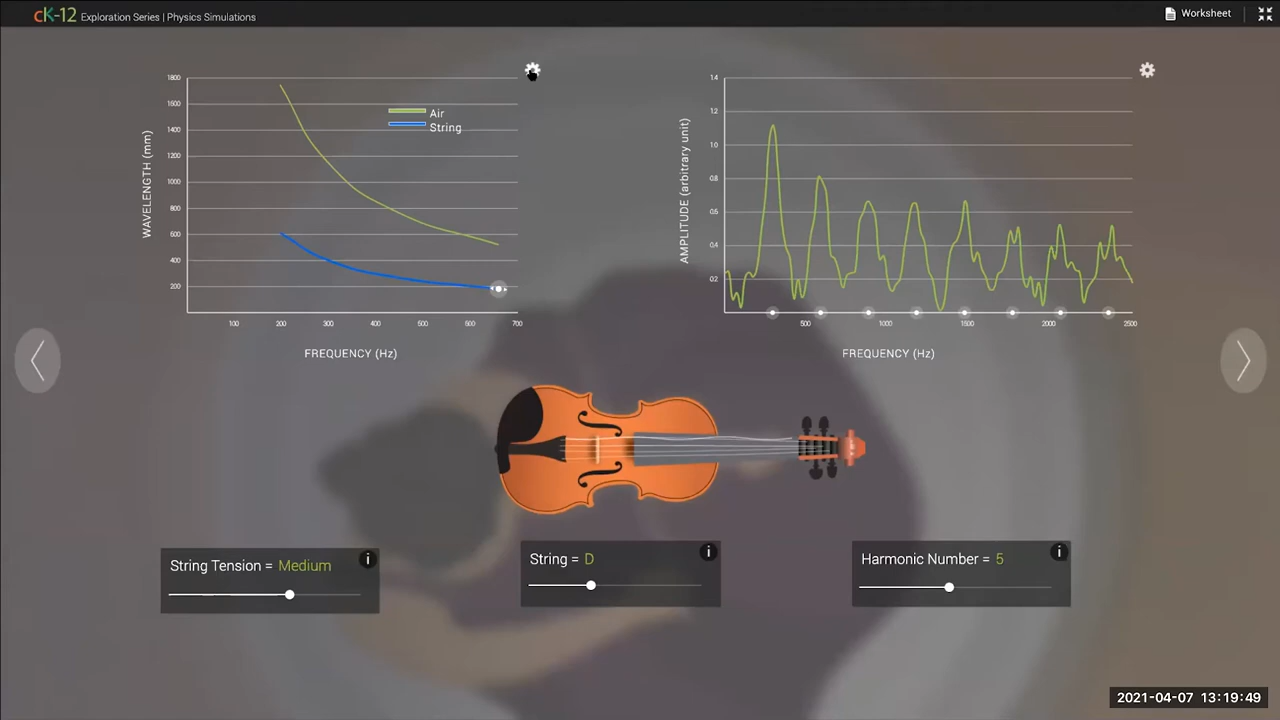 cK-12 Exploration Series | Physics Simulations
Worksheet
1800
1600
1400
1200
1000
800
600
400
200
WAVELENGTH (mm)
Air
String
100 200 300 400 500 600 700
FREQUENCY (Hz)
1.4
1.2
1.0
0.8
0.6
0.4
0.2
AMPLITUDE (arbitrary unit)
500 1000 1500 2000 2500
FREQUENCY (Hz)
String Tension = Medium
i
String = D
i
Harmonic Number = 5
i
2021-04-07 13:19:49